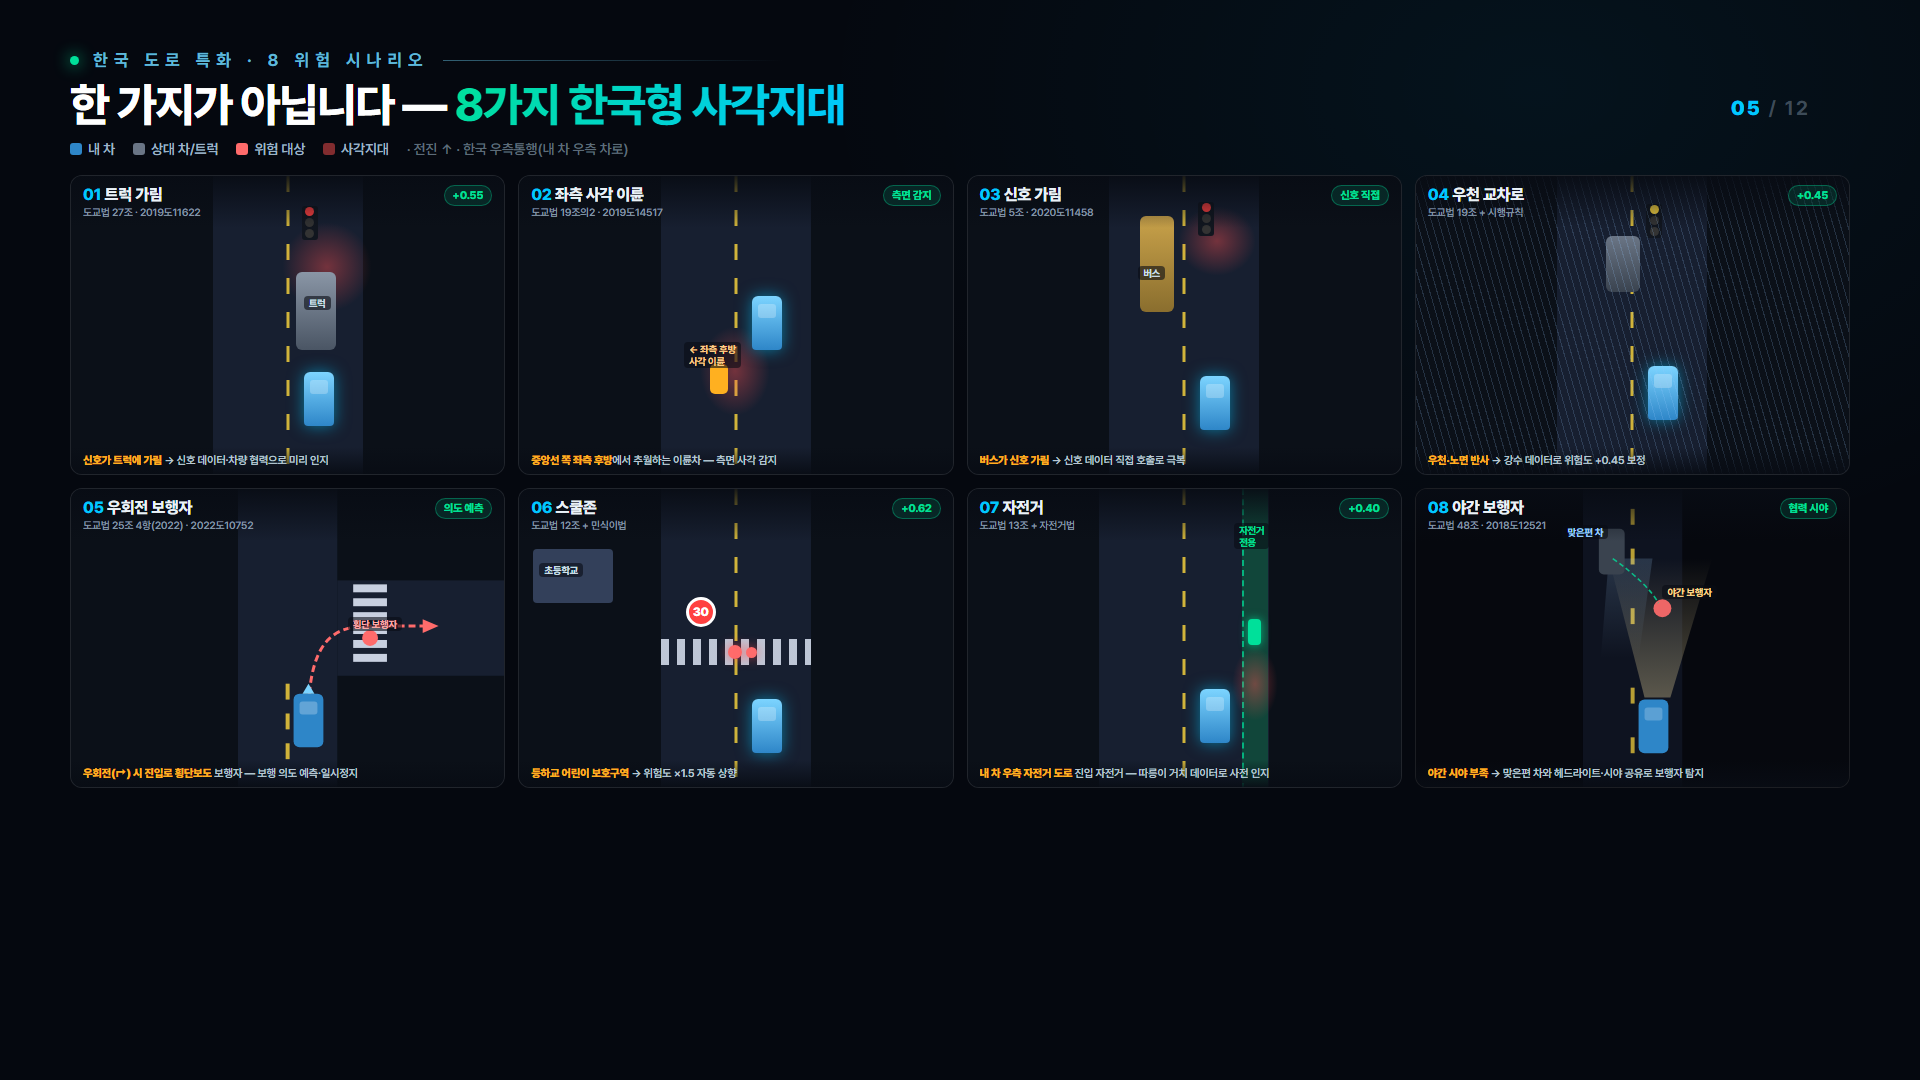 한국 도로 특화 · 8 위험 시나리오
한 가지가 아닙니다 — 8가지 한국형 사각지대
05 / 12
내 차 상대 차/트럭 위험 대상 사각지대 · 전진 ↑ · 한국 우측통행(내 차 우측 차로)
01 트럭 가림
+0.55
도교법 27조 · 2019도11622
트럭
신호가 트럭에 가림 → 신호 데이터·차량 협력으로 미리 인지
02 좌측 사각 이륜
측면 감지
도교법 19조의2 · 2019도14517
← 좌측 후방
사각 이륜
중앙선 쪽 좌측 후방에서 추월하는 이륜차 — 측면 사각 감지
03 신호 가림
신호 직접
도교법 5조 · 2020도11458
버스
버스가 신호 가림 → 신호 데이터 직접 호출로 극복
04 우천 교차로
+0.45
도교법 19조 + 시행규칙
우천·노면 반사 → 강수 데이터로 위험도 +0.45 보정
05 우회전 보행자
의도 예측
도교법 25조 4항(2022) · 2022도10752
횡단 보행자
우회전(↱) 시 진입로 횡단보도 보행자 — 보행 의도 예측·일시정지
06 스쿨존
+0.62
도교법 12조 + 민식이법
초등학교
30
등하교 어린이 보호구역 → 위험도 ×1.5 자동 상향
07 자전거
+0.40
도교법 13조 + 자전거법
자전거
전용
내 차 우측 자전거 도로 진입 자전거 — 따릉이 거치 데이터로 사전 인지
08 야간 보행자
협력 시야
도교법 48조 · 2018도12521
맞은편 차
야간 보행자
야간 시야 부족 → 맞은편 차와 헤드라이트·시야 공유로 보행자 탐지